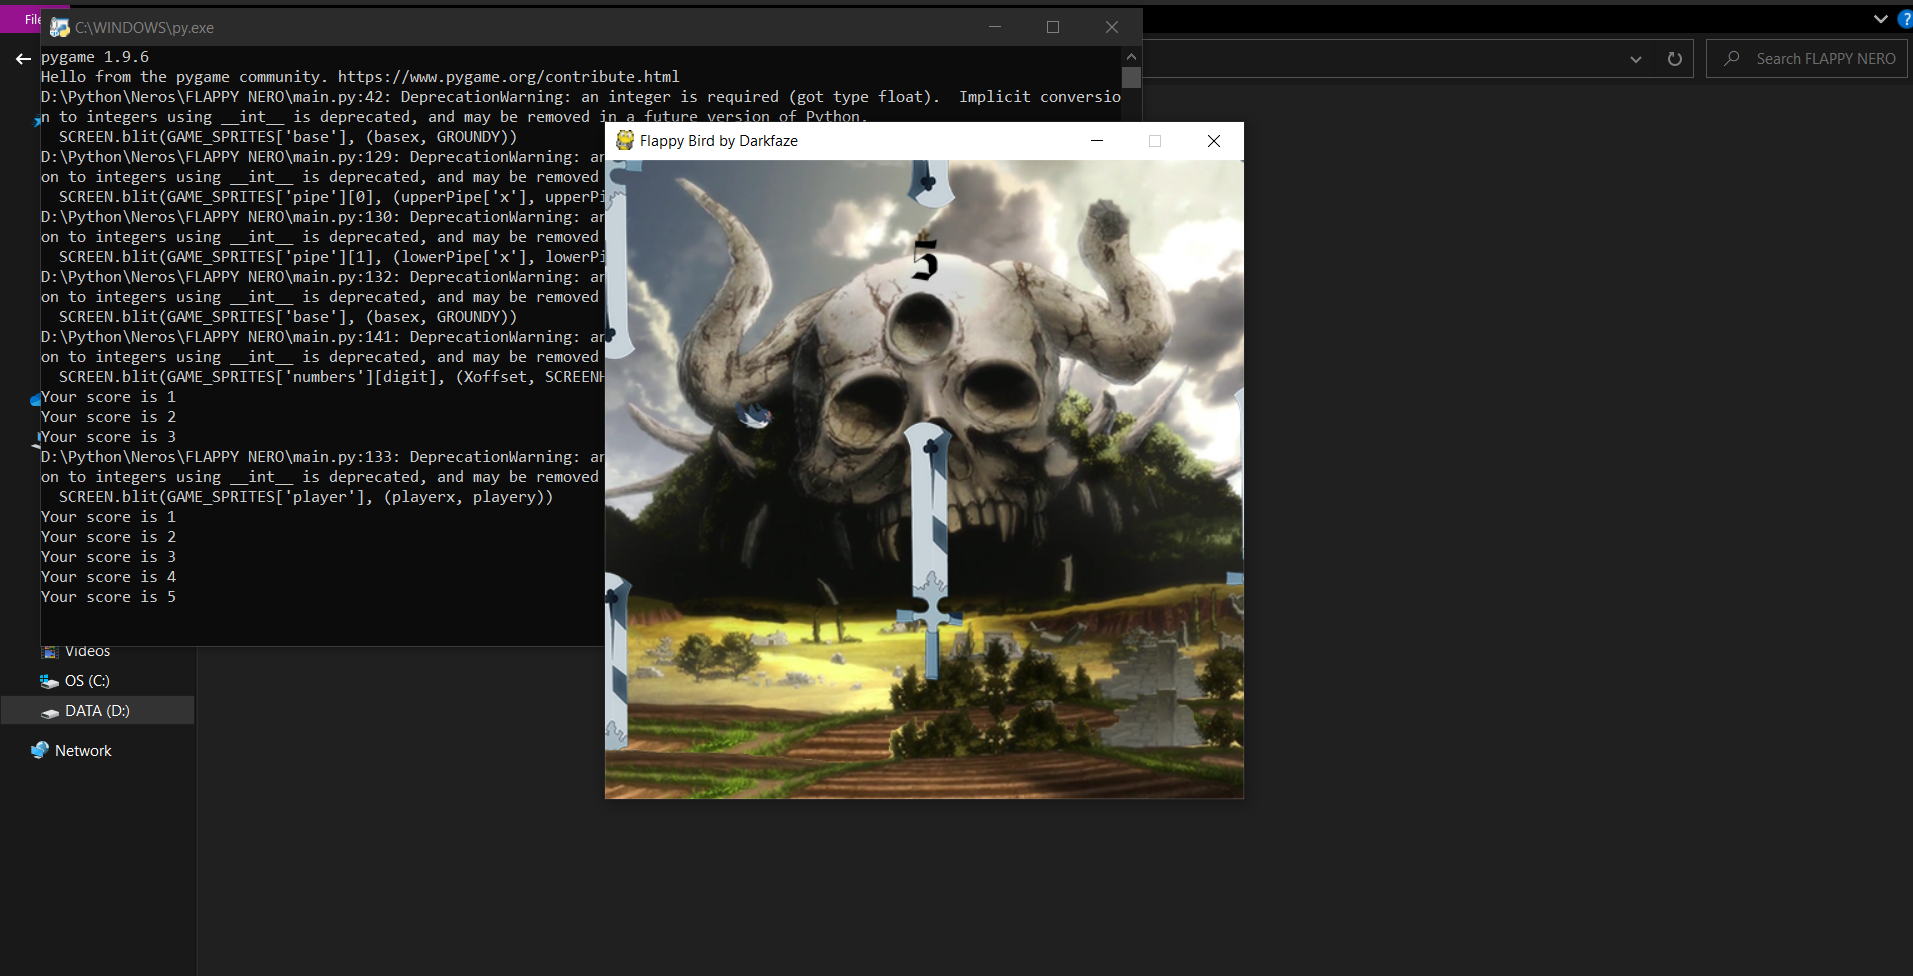 File
C:\WINDOWS\py.exe
pygame 1.9.6
Hello from the pygame community. https://www.pygame.org/contribute.html
D:\Python\Neros\FLAPPY NERO\main.py:42: DeprecationWarning: an integer is required (got type float).  Implicit conversio
n to integers using __int__ is deprecated, and may be removed in a future version of Python.
  SCREEN.blit(GAME_SPRITES['base'], (basex, GROUNDY))
D:\Python\Neros\FLAPPY NERO\main.py:129: DeprecationWarning: an
on to integers using __int__ is deprecated, and may be removed
  SCREEN.blit(GAME_SPRITES['pipe'][0], (upperPipe['x'], upperPi
D:\Python\Neros\FLAPPY NERO\main.py:130: DeprecationWarning: an
on to integers using __int__ is deprecated, and may be removed
  SCREEN.blit(GAME_SPRITES['pipe'][1], (lowerPipe['x'], lowerPi
D:\Python\Neros\FLAPPY NERO\main.py:132: DeprecationWarning: an
on to integers using __int__ is deprecated, and may be removed
  SCREEN.blit(GAME_SPRITES['base'], (basex, GROUNDY))
D:\Python\Neros\FLAPPY NERO\main.py:141: DeprecationWarning: an
on to integers using __int__ is deprecated, and may be removed
  SCREEN.blit(GAME_SPRITES['numbers'][digit], (Xoffset, SCREENH
Your score is 1
Your score is 2
Your score is 3
D:\Python\Neros\FLAPPY NERO\main.py:133: DeprecationWarning: an
on to integers using __int__ is deprecated, and may be removed
  SCREEN.blit(GAME_SPRITES['player'], (playerx, playery))
Your score is 1
Your score is 2
Your score is 3
Your score is 4
Your score is 5
Flappy Bird by Darkfaze
5
Search FLAPPY NERO
Videos
OS (C:)
DATA (D:)
Network